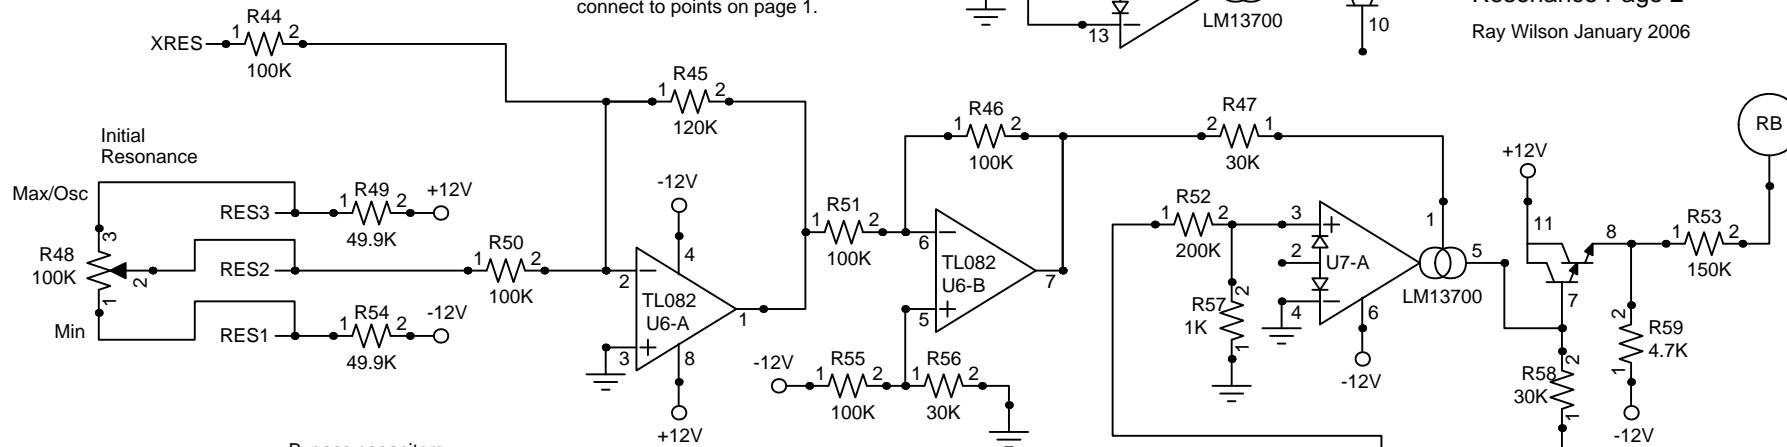 connect to points on page 1.
Ray Wilson January 2006
LM13700
13
10
XRES
1 R44 2
100K
1 R45 2
120K
Initial
Resonance
Max/Osc
3
R48
100K
2
1
Min
RES3
1 R49 2
49.9K
+12V
RES2
1 R50 2
100K
RES1
1 R54 2
49.9K
-12V
-12V
4
2
TL082
U6-A
1
3
8
+12V
1 R51 2
100K
1 R46 2
100K
6
TL082
U6-B
7
5
-12V
1 R55 2
100K
1 R56 2
30K
2 R47 1
30K
1 R52 2
200K
2
R57
1K
1
3
2
U7-A
4
6
-12V
1
5
LM13700
+12V
11
8
7
2
R58
30K
1
1 R53 2
150K
RB
2
R59
4.7K
1
-12V